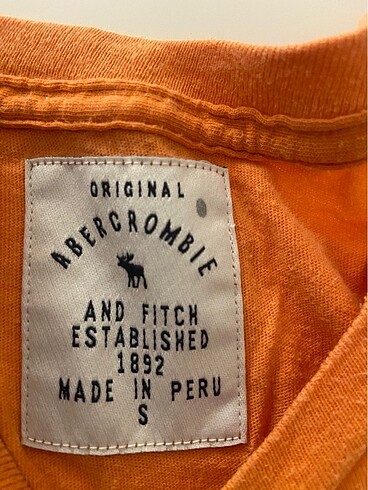 ORIGINAL
ABERCROMBIE
AND FITCH
ESTABLISHED
1892
MADE IN PERU
S